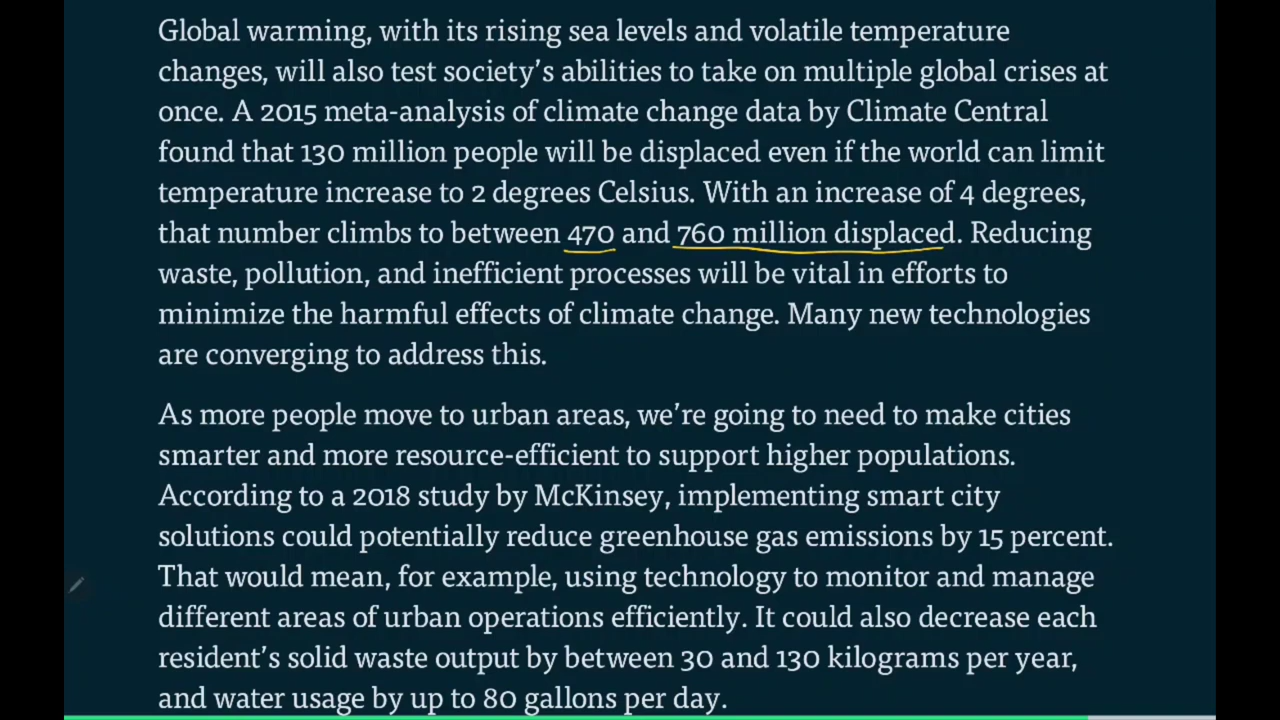 Global warming, with its rising sea levels and volatile temperature
changes, will also test society’s abilities to take on multiple global crises at
once. A 2015 meta-analysis of climate change data by Climate Central
found that 130 million people will be displaced even if the world can limit
temperature increase to 2 degrees Celsius. With an increase of 4 degrees,
that number climbs to between 470 and 760 million displaced. Reducing
waste, pollution, and inefficient processes will be vital in efforts to
minimize the harmful effects of climate change. Many new technologies
are converging to address this.
As more people move to urban areas, we’re going to need to make cities
smarter and more resource-efficient to support higher populations.
According to a 2018 study by McKinsey, implementing smart city
solutions could potentially reduce greenhouse gas emissions by 15 percent.
That would mean, for example, using technology to monitor and manage
different areas of urban operations efficiently. It could also decrease each
resident’s solid waste output by between 30 and 130 kilograms per year,
and water usage by up to 80 gallons per day.